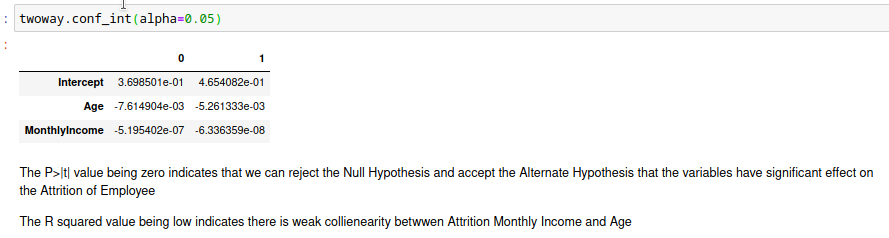 : twoway.conf_int(alpha=0.05)
:
0 1
Intercept 3.698501e-01 4.654082e-01
Age -7.614904e-03 -5.261333e-03
MonthlyIncome -5.195402e-07 -6.336359e-08
The P>|t| value being zero indicates that we can reject the Null Hypothesis and accept the Alternate Hypothesis that the variables have significant effect on
the Attrition of Employee
The R squared value being low indicates there is weak collienearity betwwen Attrition Monthly Income and Age